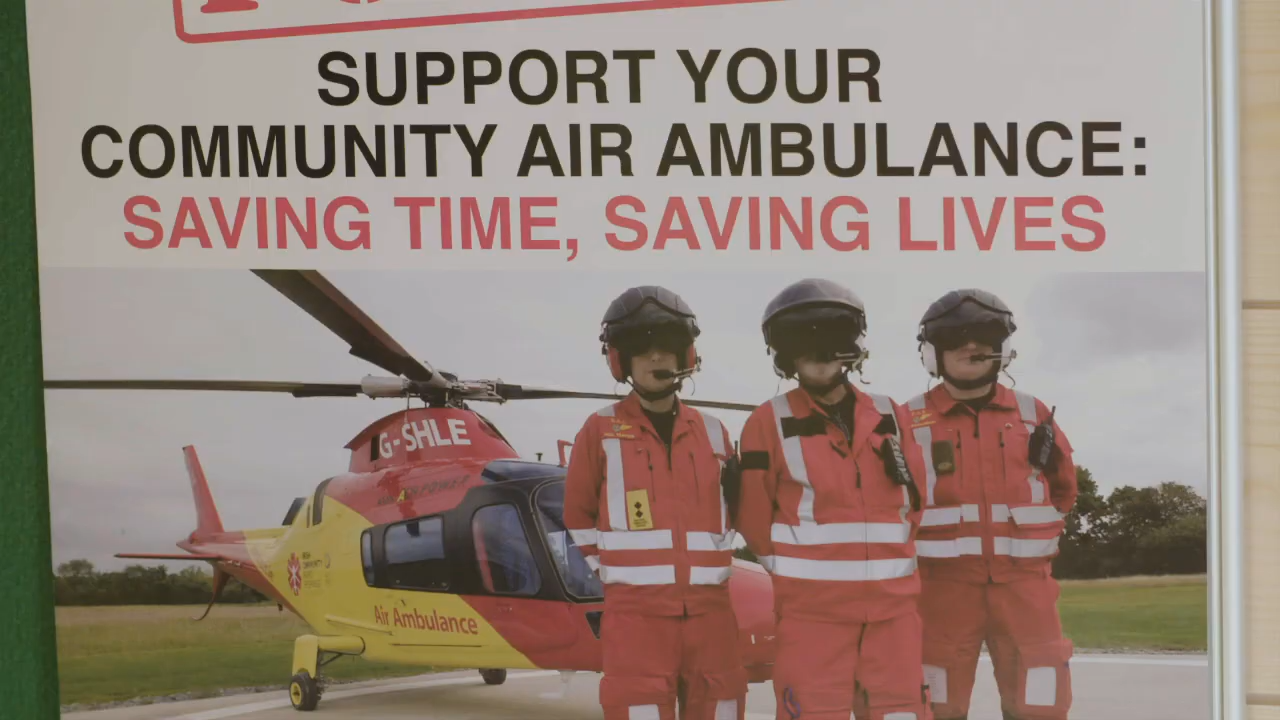 SUPPORT YOUR
COMMUNITY AIR AMBULANCE:
SAVING TIME, SAVING LIVES
G-SHLE
Air Ambulance